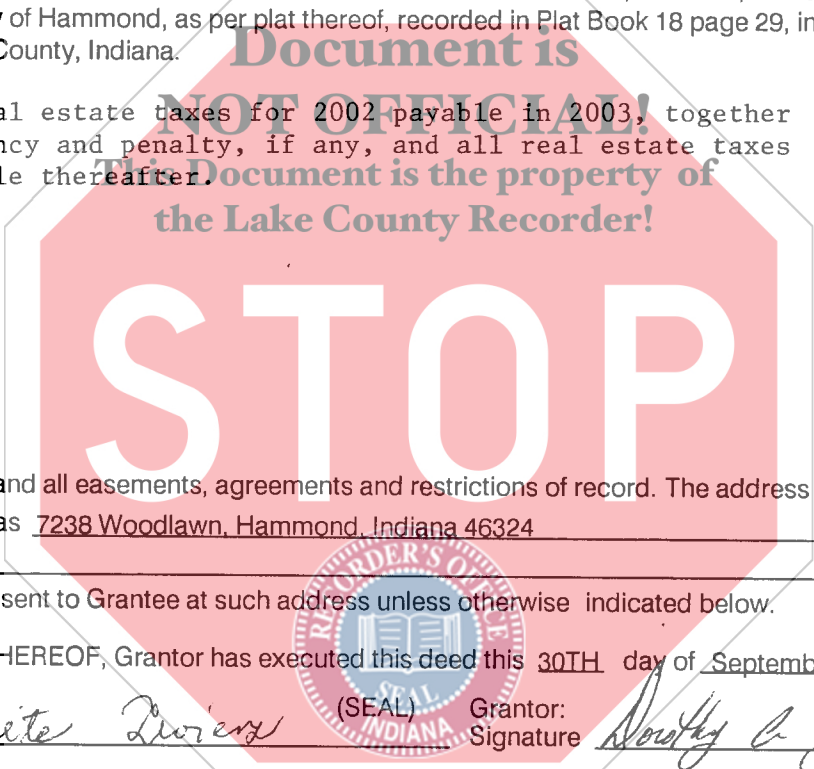 of Hammond, as per plat thereof, recorded in Plat Book 18 page 29, in
County, Indiana.
Document is
NOT OFFICIAL!
This Document is the property of
the Lake County Recorder!
al estate taxes for 2002 payable in 2003, together
ncy and penalty, if any, and all real estate taxes
le thereafter.
STOP
and all easements, agreements and restrictions of record. The address
as 7238 Woodlawn, Hammond, Indiana 46324
sent to Grantee at such address unless otherwise indicated below.
HEREOF, Grantor has executed this deed this 30TH day of Septemb
(SEAL) Grantor:
Signature Dorothy
RECORDER'S OFFICE
SEAL
INDIANA